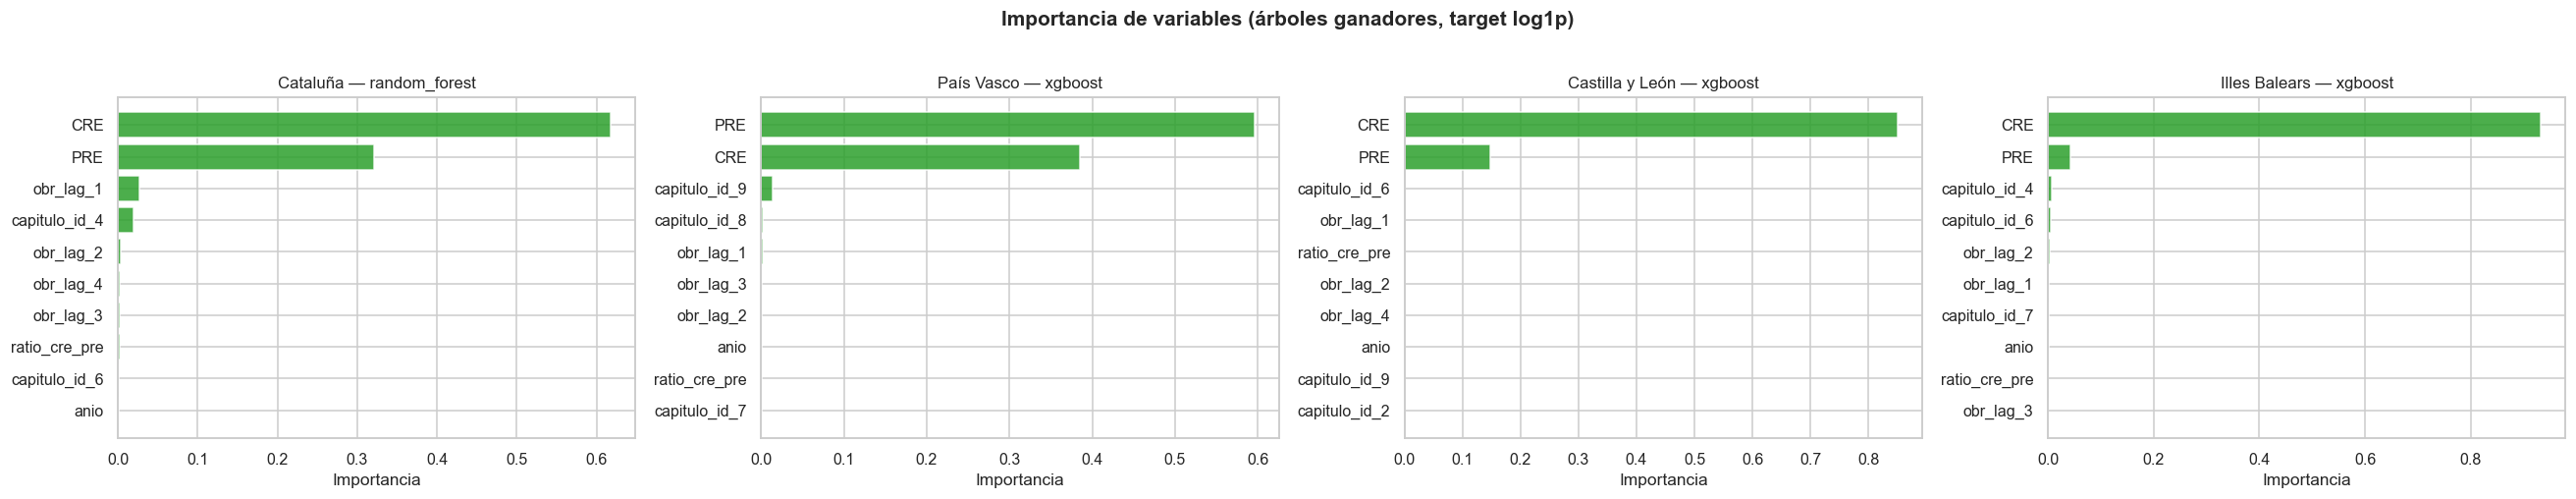 Importancia de variables (árboles ganadores, target log1p)
Cataluña — random_forest
CRE
PRE
obr_lag_1
capitulo_id_4
obr_lag_2
obr_lag_4
obr_lag_3
ratio_cre_pre
capitulo_id_6
anio
0.0 0.1 0.2 0.3 0.4 0.5 0.6
Importancia
País Vasco — xgboost
PRE
CRE
capitulo_id_9
capitulo_id_8
obr_lag_1
obr_lag_3
obr_lag_2
anio
ratio_cre_pre
capitulo_id_7
0.0 0.1 0.2 0.3 0.4 0.5 0.6
Importancia
Castilla y León — xgboost
CRE
PRE
capitulo_id_6
obr_lag_1
ratio_cre_pre
obr_lag_2
obr_lag_4
anio
capitulo_id_9
capitulo_id_2
0.0 0.1 0.2 0.3 0.4 0.5 0.6 0.7 0.8
Importancia
Illes Balears — xgboost
CRE
PRE
capitulo_id_4
capitulo_id_6
obr_lag_2
obr_lag_1
capitulo_id_7
anio
ratio_cre_pre
obr_lag_3
0.0 0.2 0.4 0.6 0.8
Importancia